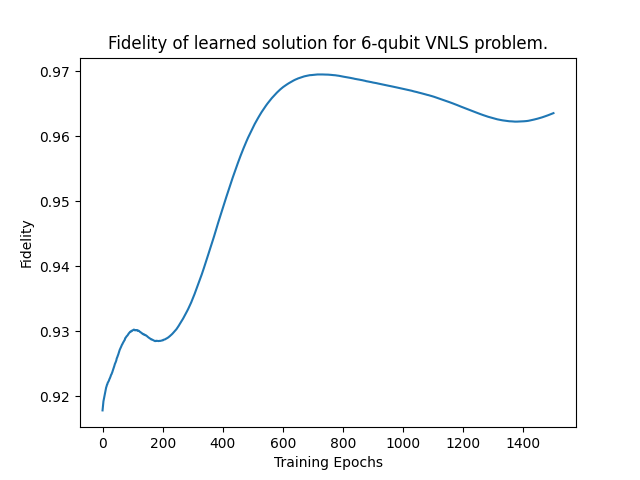 Fidelity of learned solution for 6-qubit VNLS problem.
0.97
0.96
0.95
0.94
0.93
0.92
Fidelity
0 200 400 600 800 1000 1200 1400
Training Epochs